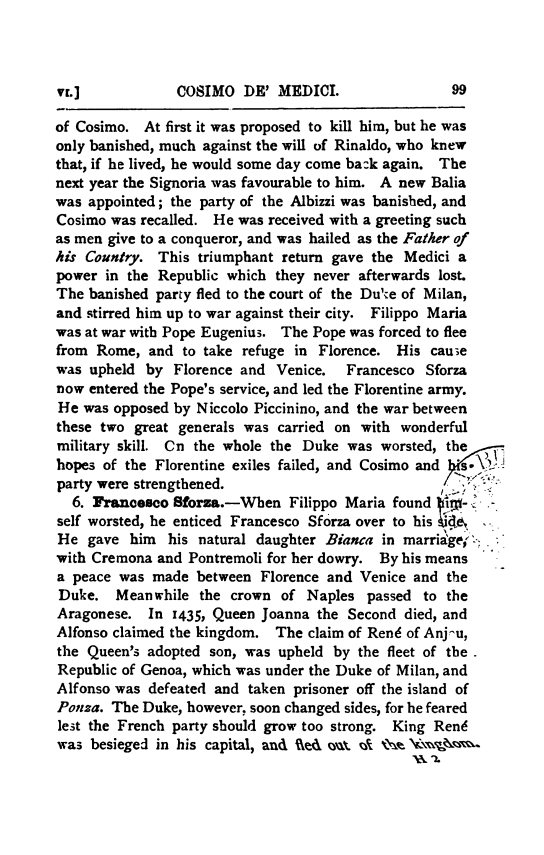 VI.] COSIMO DE' MEDICI. 99
of Cosimo. At first it was proposed to kill him, but he was
only banished, much against the will of Rinaldo, who knew
that, if he lived, he would some day come back again. The
next year the Signoria was favourable to him. A new Balia
was appointed; the party of the Albizzi was banished, and
Cosimo was recalled. He was received with a greeting such
as men give to a conqueror, and was hailed as the Father of
his Country. This triumphant return gave the Medici a
power in the Republic which they never afterwards lost.
The banished party fled to the court of the Duke of Milan,
and stirred him up to war against their city. Filippo Maria
was at war with Pope Eugenius. The Pope was forced to flee
from Rome, and to take refuge in Florence. His cause
was upheld by Florence and Venice. Francesco Sforza
now entered the Pope's service, and led the Florentine army.
He was opposed by Niccolo Piccinino, and the war between
these two great generals was carried on with wonderful
military skill. On the whole the Duke was worsted, the
hopes of the Florentine exiles failed, and Cosimo and his
party were strengthened.
6. Francesco Sforza.—When Filippo Maria found him-
self worsted, he enticed Francesco Sforza over to his side.
He gave him his natural daughter Bianca in marriage,
with Cremona and Pontremoli for her dowry. By his means
a peace was made between Florence and Venice and the
Duke. Meanwhile the crown of Naples passed to the
Aragonese. In 1435, Queen Joanna the Second died, and
Alfonso claimed the kingdom. The claim of René of Anjou,
the Queen's adopted son, was upheld by the fleet of the
Republic of Genoa, which was under the Duke of Milan, and
Alfonso was defeated and taken prisoner off the island of
Ponza. The Duke, however, soon changed sides, for he feared
lest the French party should grow too strong. King René
was besieged in his capital, and fled out of the kingdom.
H 2